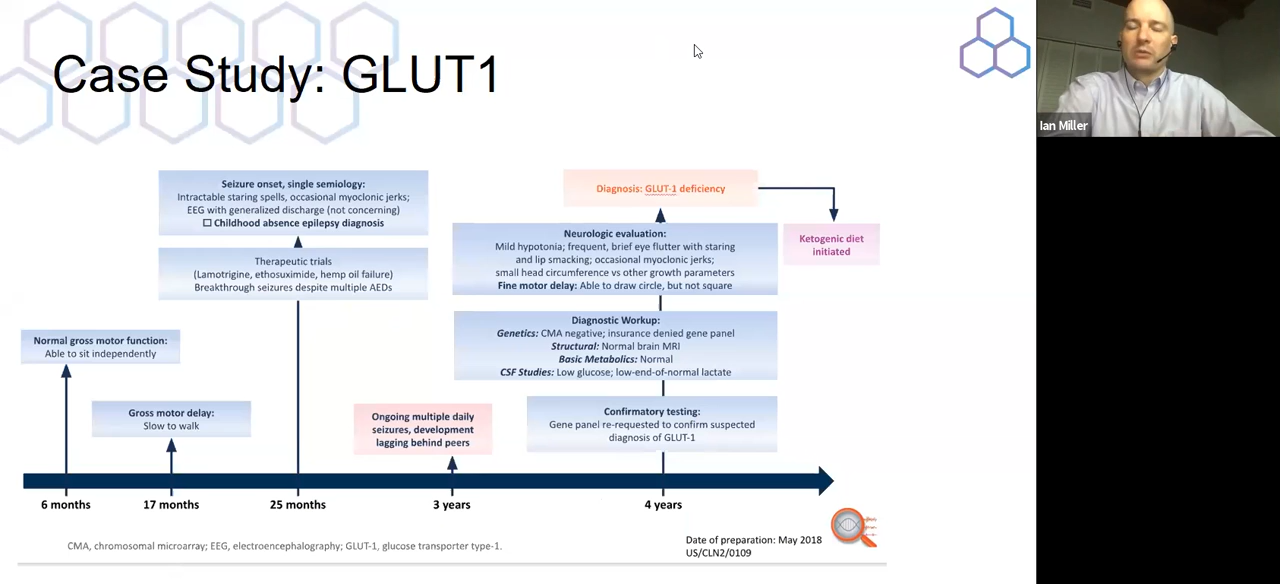 Case Study: GLUT1
Ian Miller
Seizure onset, single semiology:
Intractable staring spells, occasional myoclonic jerks;
EEG with generalized discharge (not concerning)
☐ Childhood absence epilepsy diagnosis
Therapeutic trials
(Lamotrigine, ethosuximide, hemp oil failure)
Breakthrough seizures despite multiple AEDs
Normal gross motor function:
Able to sit independently
Gross motor delay:
Slow to walk
Ongoing multiple daily
seizures, development
lagging behind peers
Diagnosis: GLUT-1 deficiency
Ketogenic diet
initiated
Neurologic evaluation:
Mild hypotonia; frequent, brief eye flutter with staring
and lip smacking; occasional myoclonic jerks;
small head circumference vs other growth parameters
Fine motor delay: Able to draw circle, but not square
Diagnostic Workup:
Genetics: CMA negative; insurance denied gene panel
Structural: Normal brain MRI
Basic Metabolics: Normal
CSF Studies: Low glucose; low-end-of-normal lactate
Confirmatory testing:
Gene panel re-requested to confirm suspected
diagnosis of GLUT-1
6 months
17 months
25 months
3 years
4 years
CMA, chromosomal microarray; EEG, electroencephalography; GLUT-1, glucose transporter type-1.
Date of preparation: May 2018
US/CLN2/0109